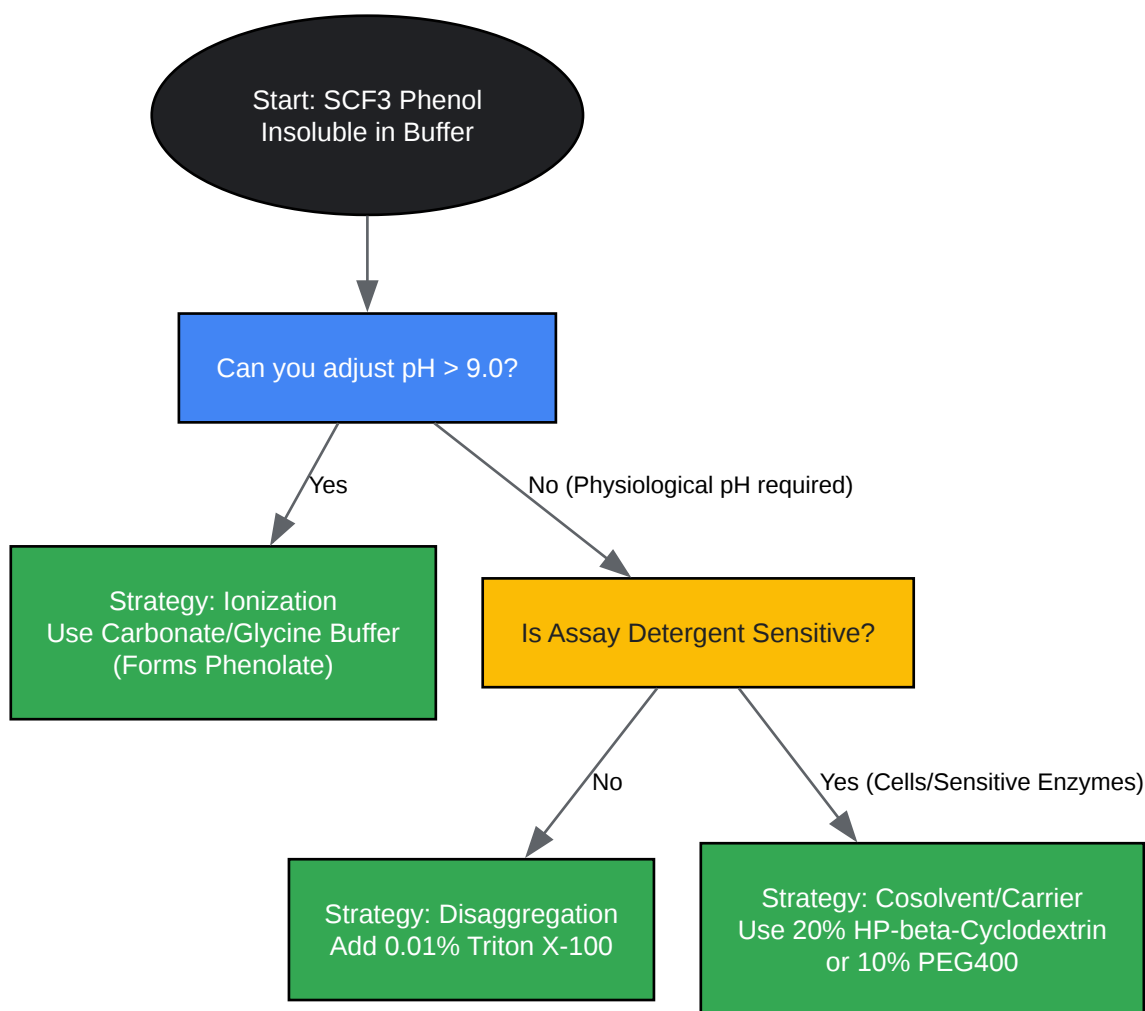 Start: SCF3 Phenol
Insoluble in Buffer
Can you adjust pH > 9.0?
Yes
No (Physiological pH required)
Strategy: Ionization
Use Carbonate/Glycine Buffer
(Forms Phenolate)
Is Assay Detergent Sensitive?
No
Yes (Cells/Sensitive Enzymes)
Strategy: Disaggregation
Add 0.01% Triton X-100
Strategy: Cosolvent/Carrier
Use 20% HP-beta-Cyclodextrin
or 10% PEG400